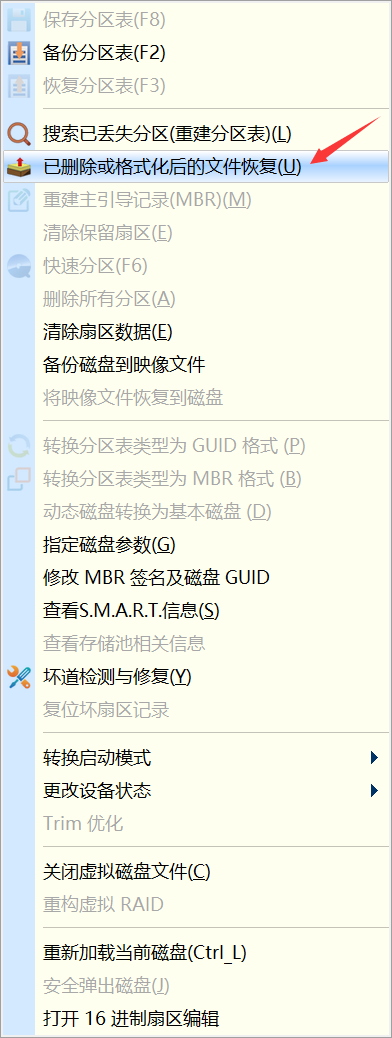 保存分区表(F8)
备份分区表(F2)
恢复分区表(F3)
搜索已丢失分区(重建分区表)(L)
已删除或格式化后的文件恢复(U)
重建主引导记录(MBR)(M)
清除保留扇区(E)
快速分区(F6)
删除所有分区(A)
清除扇区数据(E)
备份磁盘到映像文件
将映像文件恢复到磁盘
转换分区表类型为 GUID 格式 (P)
转换分区表类型为 MBR 格式 (B)
动态磁盘转换为基本磁盘 (D)
指定磁盘参数(G)
修改 MBR 签名及磁盘 GUID
查看S.M.A.R.T.信息(S)
查看存储池相关信息
坏道检测与修复(Y)
复位坏扇区记录
转换启动模式
更改设备状态
Trim 优化
关闭虚拟磁盘文件(C)
重构虚拟 RAID
重新加载当前磁盘(Ctrl_L)
安全弹出磁盘(J)
打开 16 进制扇区编辑